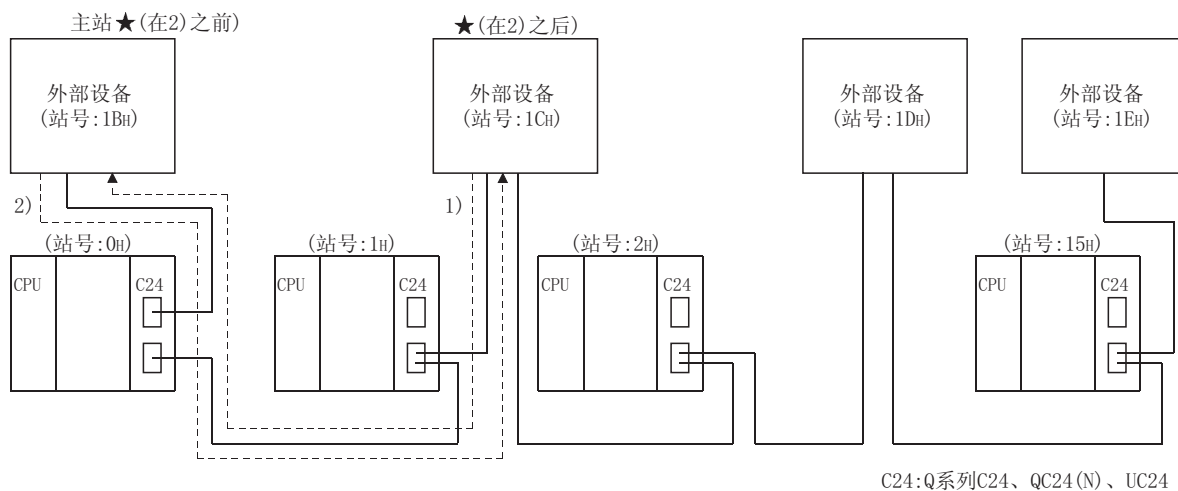 主站★(在2)之前)
★(在2)之后)
外部设备
(站号:1BH)
外部设备
(站号:1CH)
外部设备
(站号:1DH)
外部设备
(站号:1EH)
2)
1)
(站号:0H)
(站号:1H)
(站号:2H)
(站号:15H)
CPU C24
CPU C24
CPU C24
CPU C24
C24:Q系列C24、QC24(N)、UC24